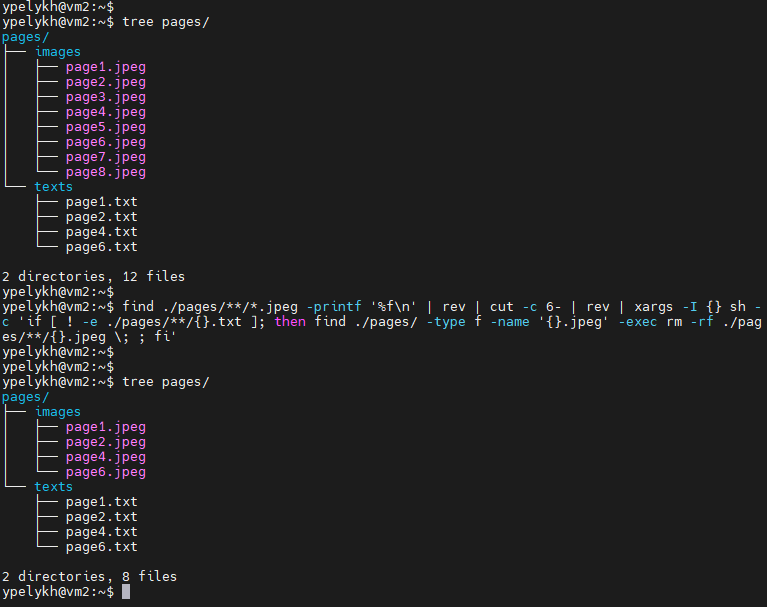 ypelykh@vm2:~$
ypelykh@vm2:~$ tree pages/
pages/
├── images
│   ├── page1.jpeg
│   ├── page2.jpeg
│   ├── page3.jpeg
│   ├── page4.jpeg
│   ├── page5.jpeg
│   ├── page6.jpeg
│   ├── page7.jpeg
│   └── page8.jpeg
└── texts
    ├── page1.txt
    ├── page2.txt
    ├── page4.txt
    └── page6.txt

2 directories, 12 files
ypelykh@vm2:~$
ypelykh@vm2:~$ find ./pages/**/*.jpeg -printf '%f\n' | rev | cut -c 6- | rev | xargs -I {} sh -
c 'if [ ! -e ./pages/**/{}.txt ]; then find ./pages/ -type f -name '{}.jpeg' -exec rm -rf ./pag
es/**/{}.jpeg \; ; fi'
ypelykh@vm2:~$
ypelykh@vm2:~$
ypelykh@vm2:~$ tree pages/
pages/
├── images
│   ├── page1.jpeg
│   ├── page2.jpeg
│   ├── page4.jpeg
│   └── page6.jpeg
└── texts
    ├── page1.txt
    ├── page2.txt
    ├── page4.txt
    └── page6.txt

2 directories, 8 files
ypelykh@vm2:~$